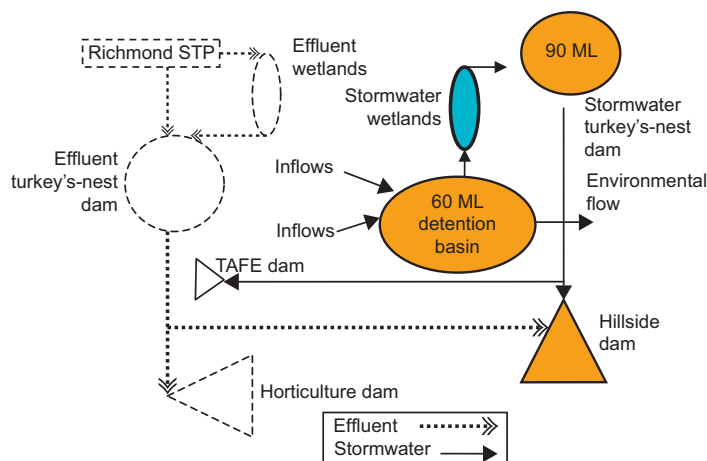 Richmond STP
Effluent
wetlands
90 ML
Stormwater
wetlands
Stormwater
turkey's-nest
dam
Effluent
turkey's-nest
dam
Inflows
Inflows
60 ML
detention
basin
Environmental
flow
TAFE dam
Hillside
dam
Horticulture dam
Effluent
Stormwater